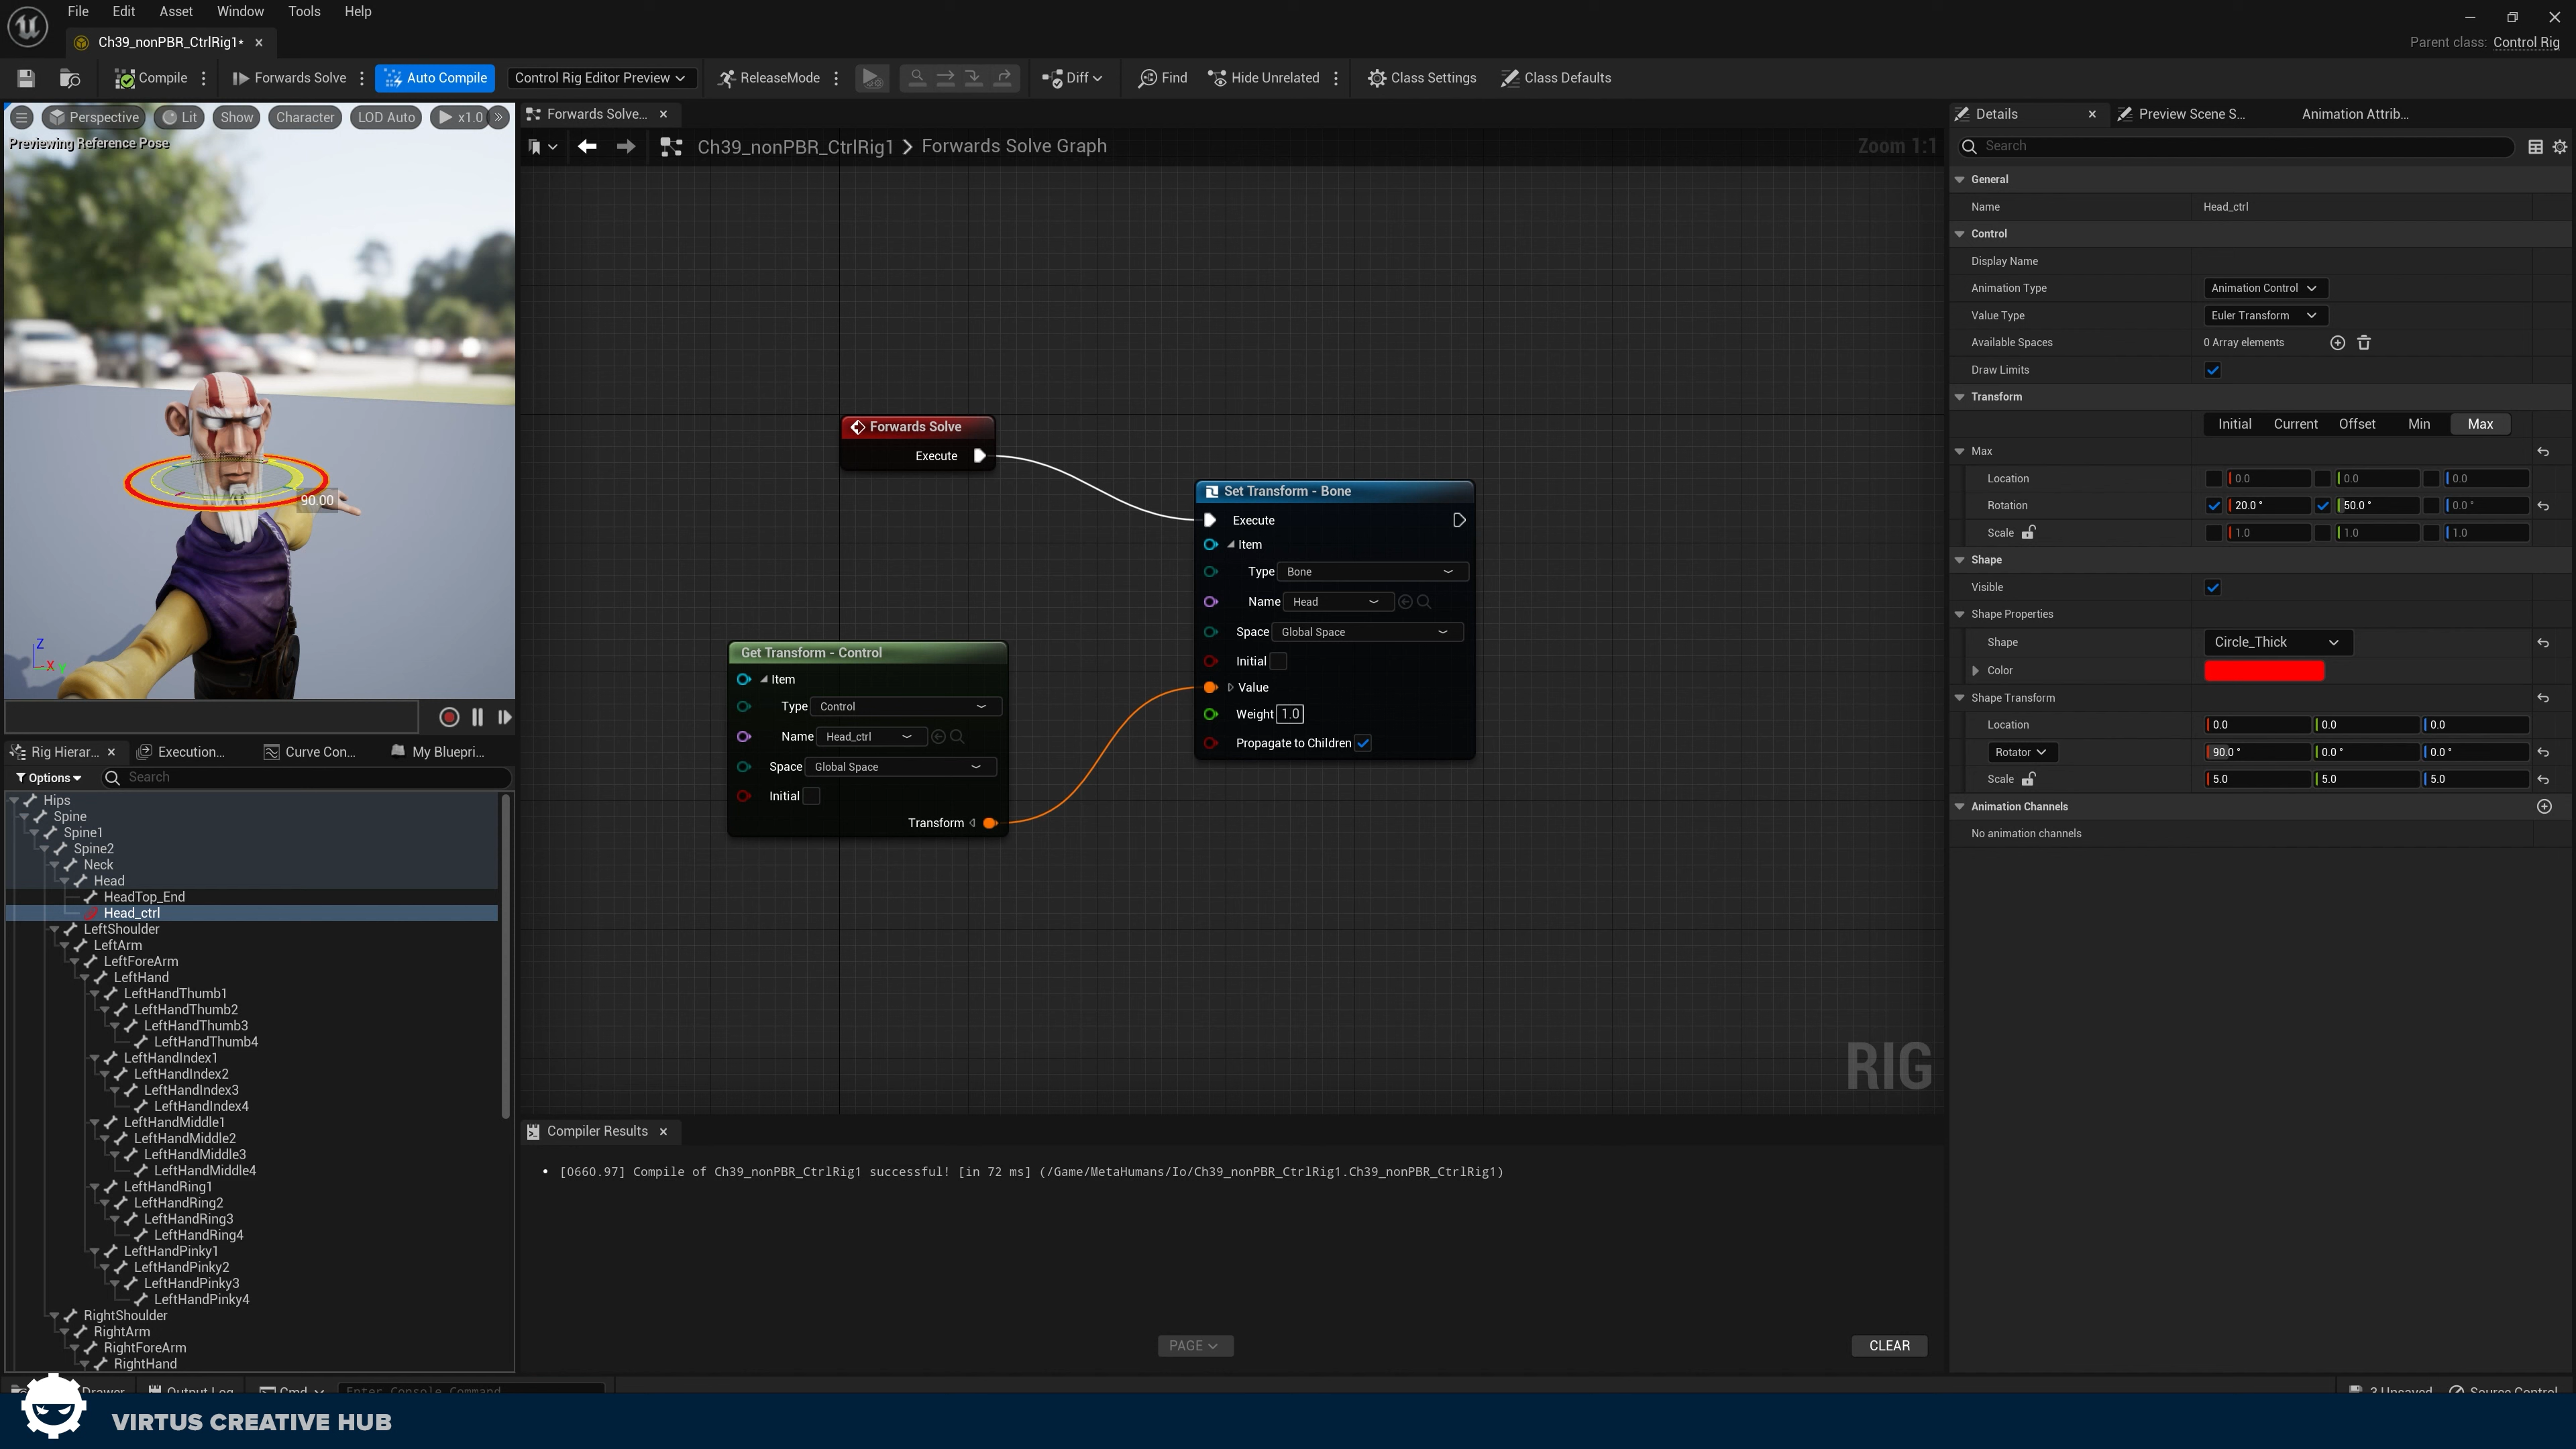 File Edit Asset Window Tools Help
Ch39_nonPBR_CtrlRig1*
Parent class: Control Rig
Compile Forwards Solve Auto Compile Control Rig Editor Preview ReleaseMode Diff Find Hide Unrelated Class Settings Class Defaults
Perspective Lit Show Character LOD Auto x1.0
Previewing Reference Pose
90.00
Z
X Y
Rig Hierar... Execution... Curve Con... My Bluepri...
Options Search
Hips
Spine
Spine1
Spine2
Neck
Head
HeadTop_End
Head_ctrl
LeftShoulder
LeftArm
LeftForeArm
LeftHand
LeftHandThumb1
LeftHandThumb2
LeftHandThumb3
LeftHandThumb4
LeftHandIndex1
LeftHandIndex2
LeftHandIndex3
LeftHandIndex4
LeftHandMiddle1
LeftHandMiddle2
LeftHandMiddle3
LeftHandMiddle4
LeftHandRing1
LeftHandRing2
LeftHandRing3
LeftHandRing4
LeftHandPinky1
LeftHandPinky2
LeftHandPinky3
LeftHandPinky4
RightShoulder
RightArm
RightForeArm
RightHand
Forwards Solve...
Ch39_nonPBR_CtrlRig1 > Forwards Solve Graph
Zoom 1:1
Forwards Solve
Execute
Get Transform - Control
Item
Type Control
Name Head_ctrl
Space Global Space
Initial
Transform
Set Transform - Bone
Execute
Item
Type Bone
Name Head
Space Global Space
Initial
Value
Weight 1.0
Propagate to Children
RIG
Compiler Results
• [0660.97] Compile of Ch39_nonPBR_CtrlRig1 successful! [in 72 ms] (/Game/MetaHumans/Io/Ch39_nonPBR_CtrlRig1.Ch39_nonPBR_CtrlRig1)
PAGE
CLEAR
Details Preview Scene S... Animation Attrib...
Search
General
Name Head_ctrl
Control
Display Name
Animation Type Animation Control
Value Type Euler Transform
Available Spaces 0 Array elements
Draw Limits
Transform
Initial Current Offset Min Max
Max
Location 0.0 0.0 0.0
Rotation 20.0 ° 50.0 ° 0.0 °
Scale 1.0 1.0 1.0
Shape
Visible
Shape Properties
Shape Circle_Thick
Color
Shape Transform
Location 0.0 0.0 0.0
Rotator 90.0 ° 0.0 ° 0.0 °
Scale 5.0 5.0 5.0
Animation Channels
No animation channels
Drawer Output Log Cmd Enter Console Command
3 Unsaved Source Control
VIRTUS CREATIVE HUB